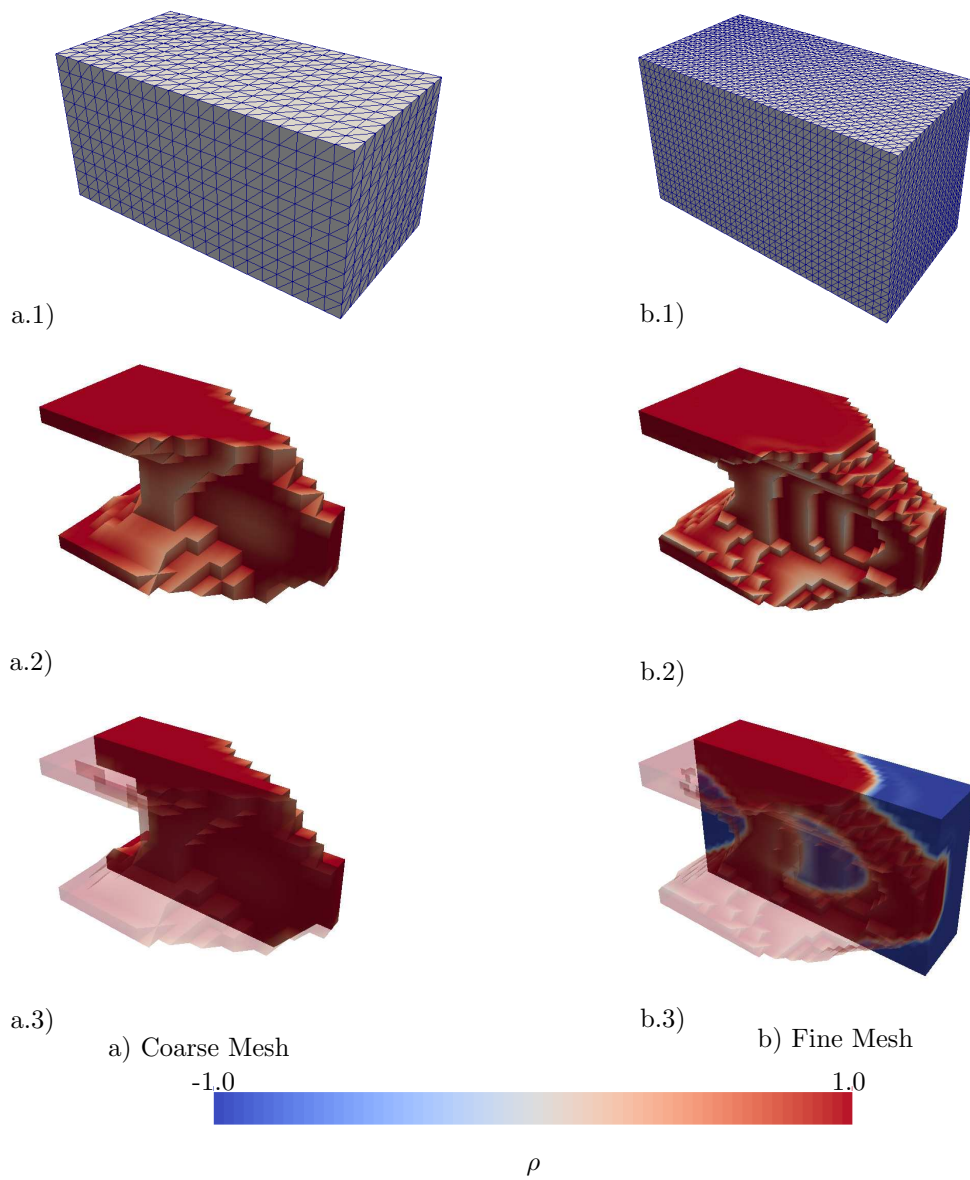 a.1)
b.1)
a.2)
b.2)
a.3)
b.3)
a) Coarse Mesh
b) Fine Mesh
-1.0
1.0
ρ